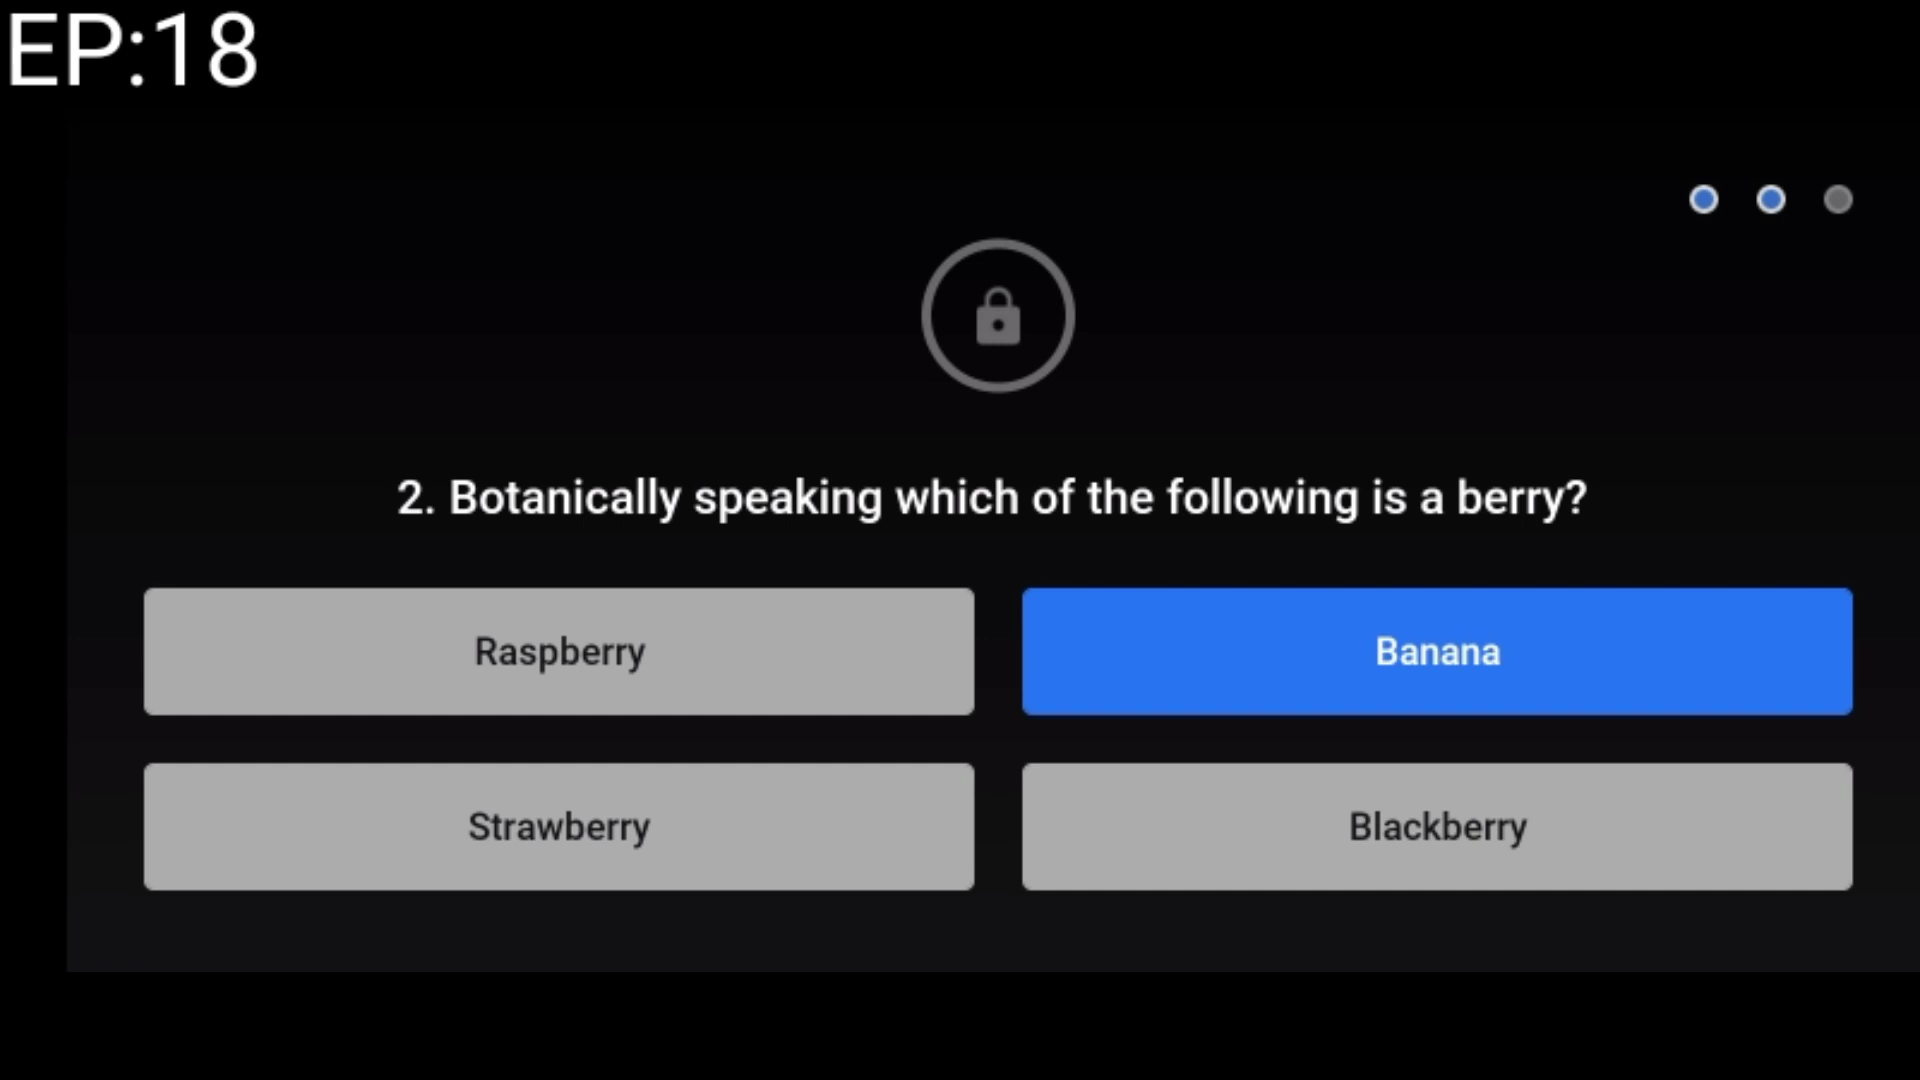 EP:18
2. Botanically speaking which of the following is a berry?
Raspberry
Banana
Strawberry
Blackberry